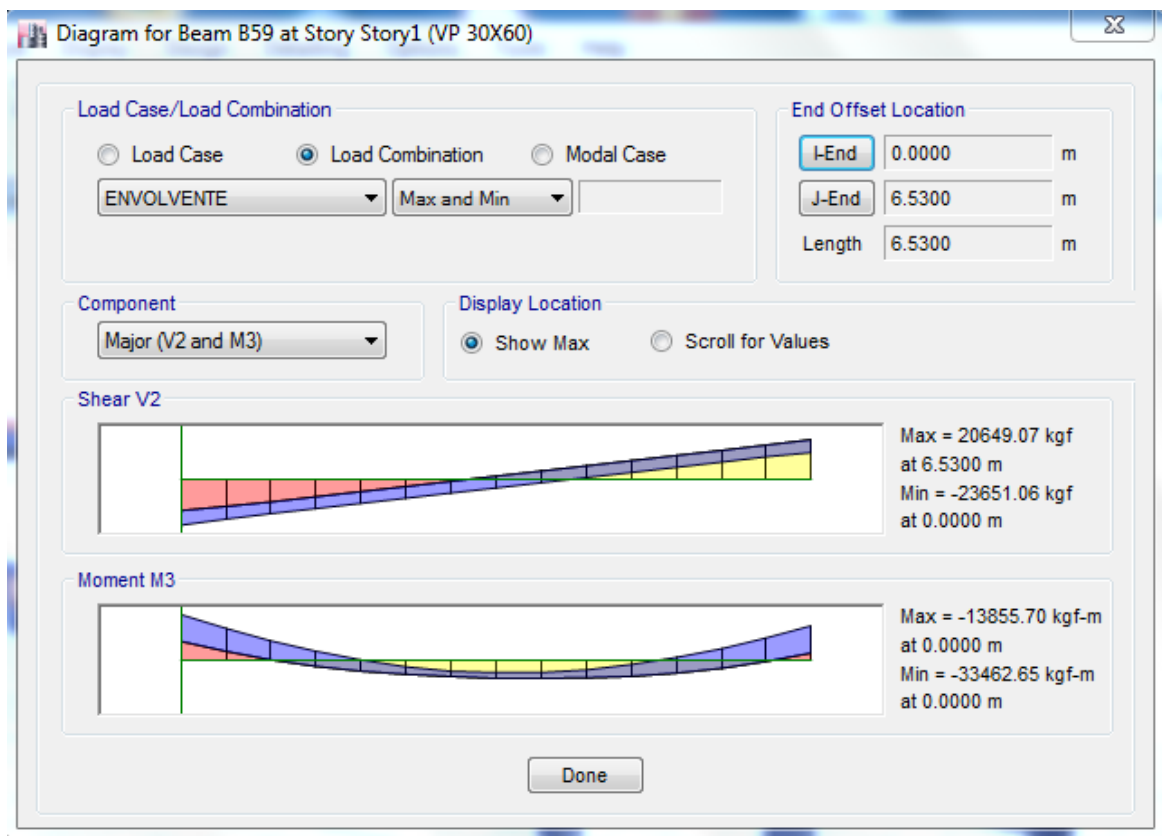 Diagram for Beam B59 at Story Story1 (VP 30X60)
Load Case/Load Combination
Load Case
Load Combination
Modal Case
ENVOLVENTE
Max and Min
End Offset Location
I-End 0.0000 m
J-End 6.5300 m
Length 6.5300 m
Component
Major (V2 and M3)
Display Location
Show Max
Scroll for Values
Shear V2
Max = 20649.07 kgf
at 6.5300 m
Min = -23651.06 kgf
at 0.0000 m
Moment M3
Max = -13855.70 kgf-m
at 0.0000 m
Min = -33462.65 kgf-m
at 0.0000 m
Done